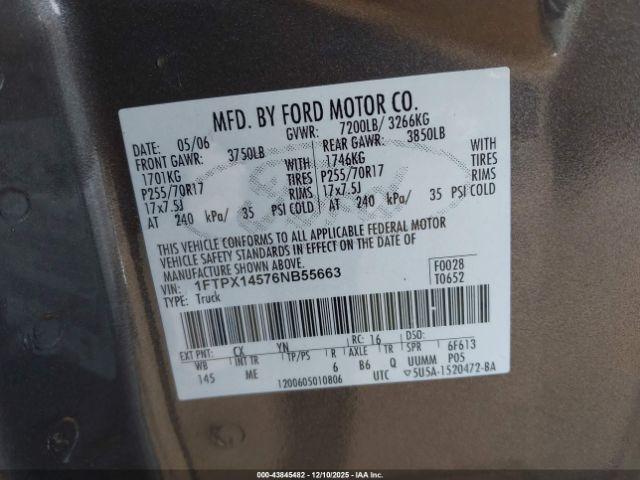 MFD. BY FORD MOTOR CO.
DATE: 05/06 GVWR: 7200LB/ 3266KG
FRONT GAWR: 3750LB REAR GAWR: 3850LB
1701KG WITH 1746KG WITH
P255/70R17 TIRES P255/70R17 TIRES
17x7.5J RIMS 17x7.5J RIMS
AT 240 kPa/ 35 PSI COLD AT 240 kPa/ 35 PSI COLD
THIS VEHICLE CONFORMS TO ALL APPLICABLE FEDERAL MOTOR
VEHICLE SAFETY STANDARDS IN EFFECT ON THE DATE OF
MANUFACTURE SHOWN ABOVE.
VIN: 1FTPX14576NB55663 F0028
TYPE: Truck T0652
EXT PNT: CX YN RC: 16 DSO:
WB INT TR TP/PS R AXLE TR SPR 6F613
145 ME 6 B6 Q UUMM P05
1200605010806 UTC 5U5A-1520472-BA
000-43845482 - 12/10/2025 - IAAI.com